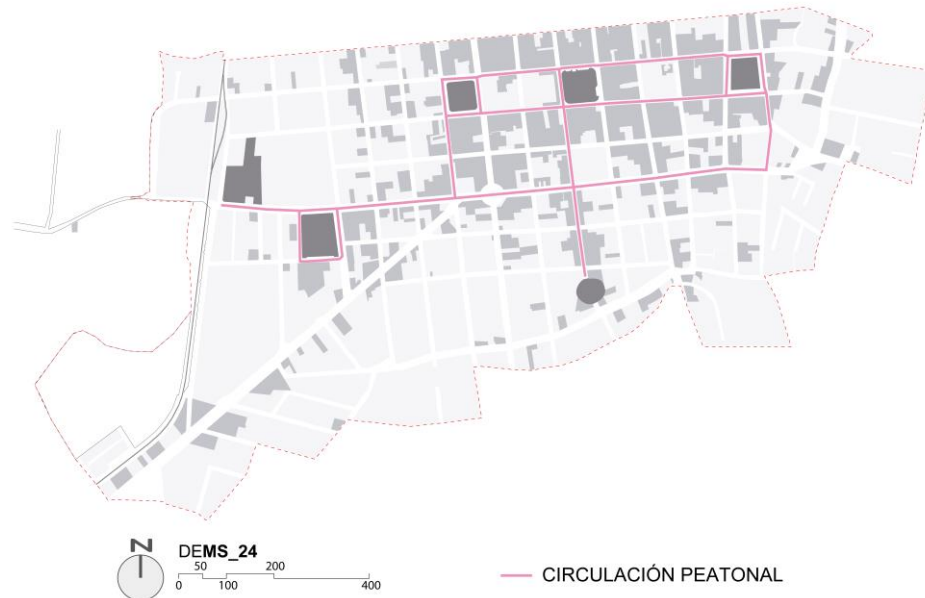 N
DEMS_24
50 200
0 100 400
CIRCULACIÓN PEATONAL